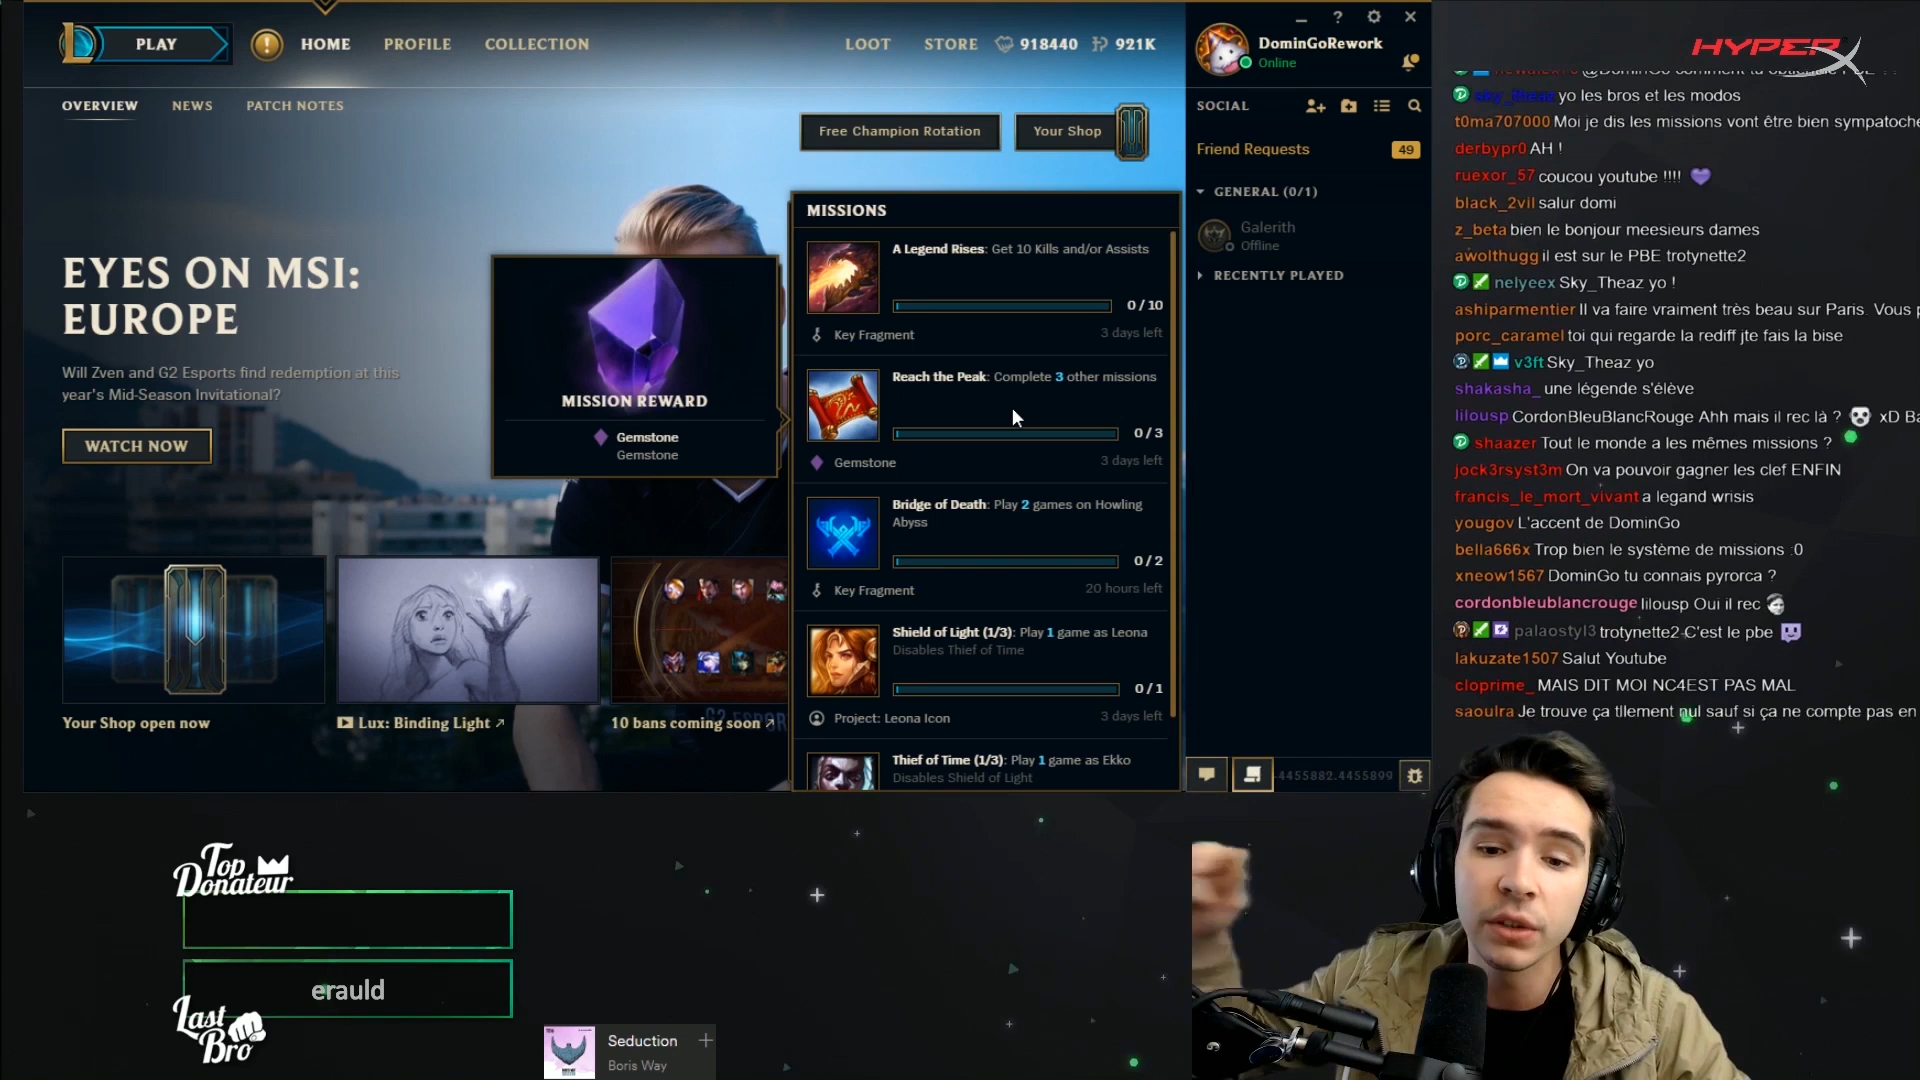 PLAY
HOME
PROFILE
COLLECTION
LOOT
STORE
918440
921K
OVERVIEW
NEWS
PATCH NOTES
Free Champion Rotation
Your Shop
EYES ON MSI:
EUROPE
Will Zven and G2 Esports find redemption at this
year's Mid-Season Invitational?
WATCH NOW
MISSION REWARD
Gemstone
Gemstone
MISSIONS
A Legend Rises: Get 10 Kills and/or Assists
0 / 10
Key Fragment
3 days left
Reach the Peak: Complete 3 other missions
0 / 3
Gemstone
3 days left
Bridge of Death: Play 2 games on Howling
Abyss
0 / 2
Key Fragment
20 hours left
Shield of Light (1/3): Play 1 game as Leona
Disables Thief of Time
0 / 1
Project: Leona Icon
3 days left
Thief of Time (1/3): Play 1 game as Ekko
Disables Shield of Light
Your Shop open now
Lux: Binding Light
10 bans coming soon
DominGoRework
Online
SOCIAL
Friend Requests
49
GENERAL (0/1)
Galerith
Offline
RECENTLY PLAYED
4455882.4455899
HYPERX
sky_theaz yo les bros et les modos
t0ma707000 Moi je dis les missions vont être bien sympatoche
derbypr0 AH !
ruexor_57 coucou youtube !!!!
black_2vil salur domi
z_beta bien le bonjour meesieurs dames
awolthugg il est sur le PBE trotynette2
nelyeex Sky_Theaz yo !
ashiparmentier Il va faire vraiment très beau sur Paris. Vous p
porc_caramel toi qui regarde la rediff jte fais la bise
v3ft Sky_Theaz yo
shakasha_ une légende s'élève
lilousp CordonBleuBlancRouge Ahh mais il rec là ? xD Ba
shaazer Tout le monde a les mêmes missions ?
jock3rsyst3m On va pouvoir gagner les clef ENFIN
francis_le_mort_vivant a legand wrisis
yougov L'accent de DominGo
bella666x Trop bien le système de missions :0
xneow1567 DominGo tu connais pyrorca ?
cordonbleublancrouge lilousp Oui il rec
palaostyl3 trotynette2 C'est le pbe
lakuzate1507 Salut Youtube
cloprime_ MAIS DIT MOI NC4EST PAS MAL
saoulra Je trouve ça tllement nul sauf si ça ne compte pas en
Top
Donateur
erauld
Last
Bro
Seduction
Boris Way